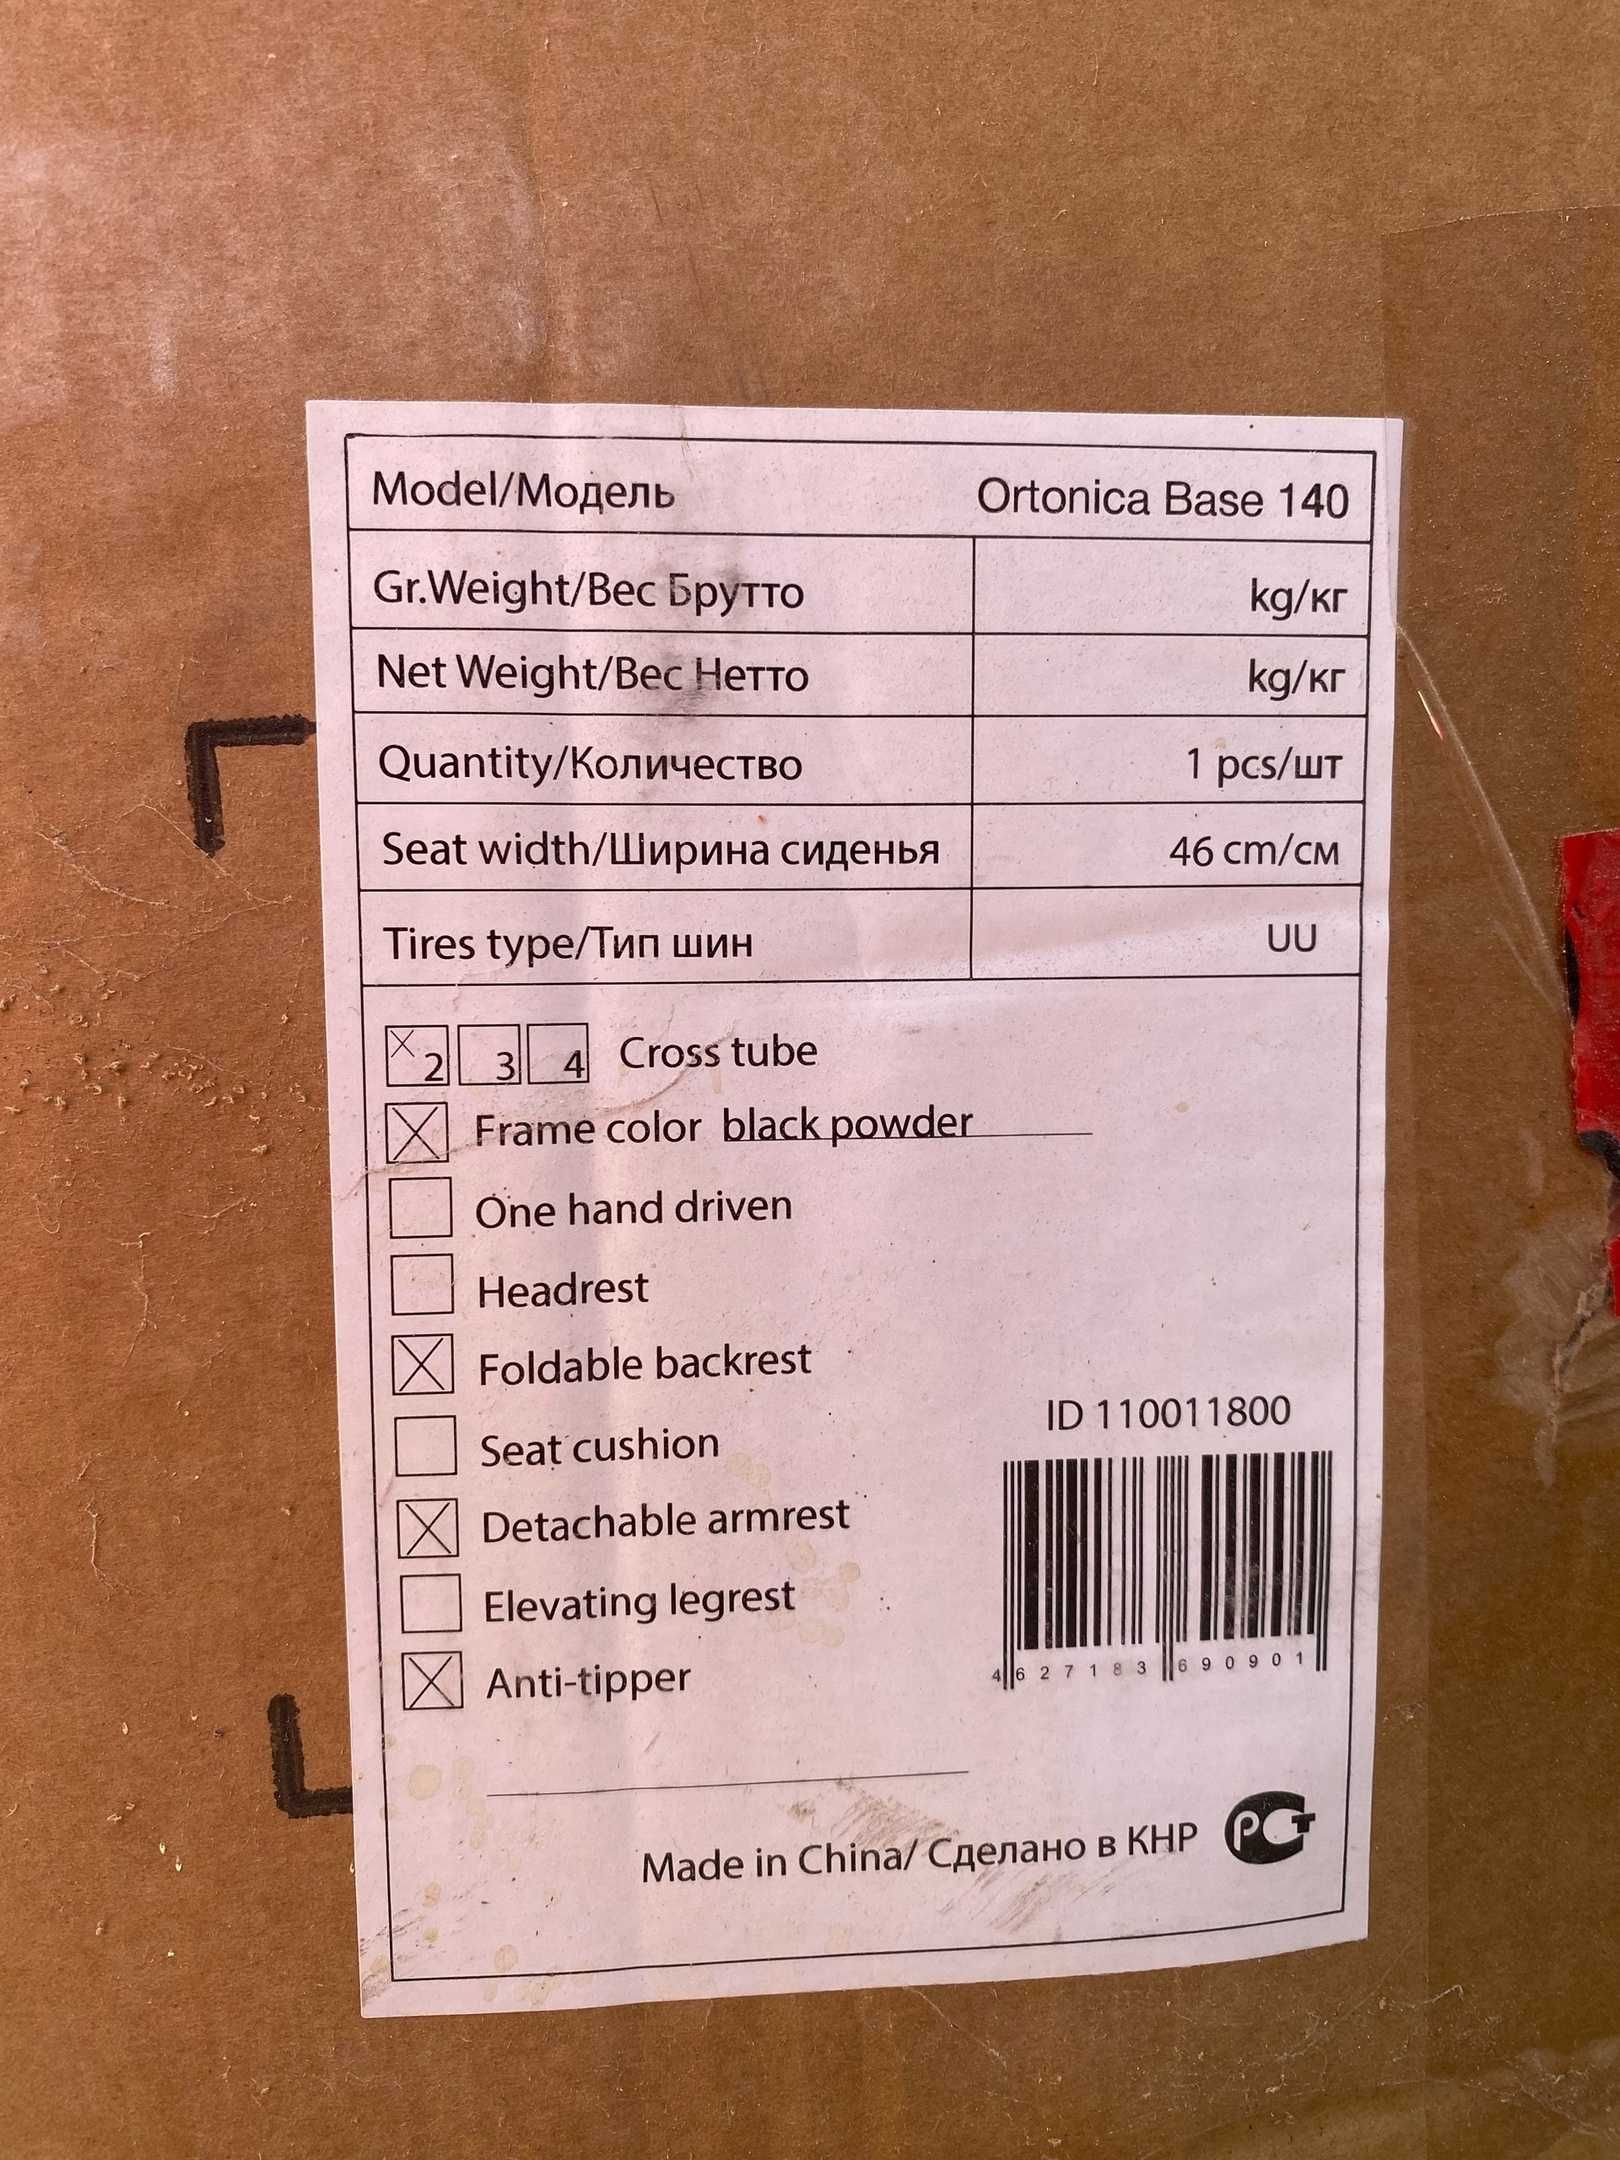 Model/Модель Ortonica Base 140
Gr.Weight/Вес Брутто kg/кг
Net Weight/Вес Нетто kg/кг
Quantity/Количество 1 pcs/шт
Seat width/Ширина сиденья 46 cm/см
Tires type/Тип шин UU
2 3 4 Cross tube
Frame color black powder
One hand driven
Headrest
Foldable backrest
Seat cushion
Detachable armrest
Elevating legrest
Anti-tipper
ID 110011800
4 627183 690901
Made in China/ Сделано в КНР РСТ